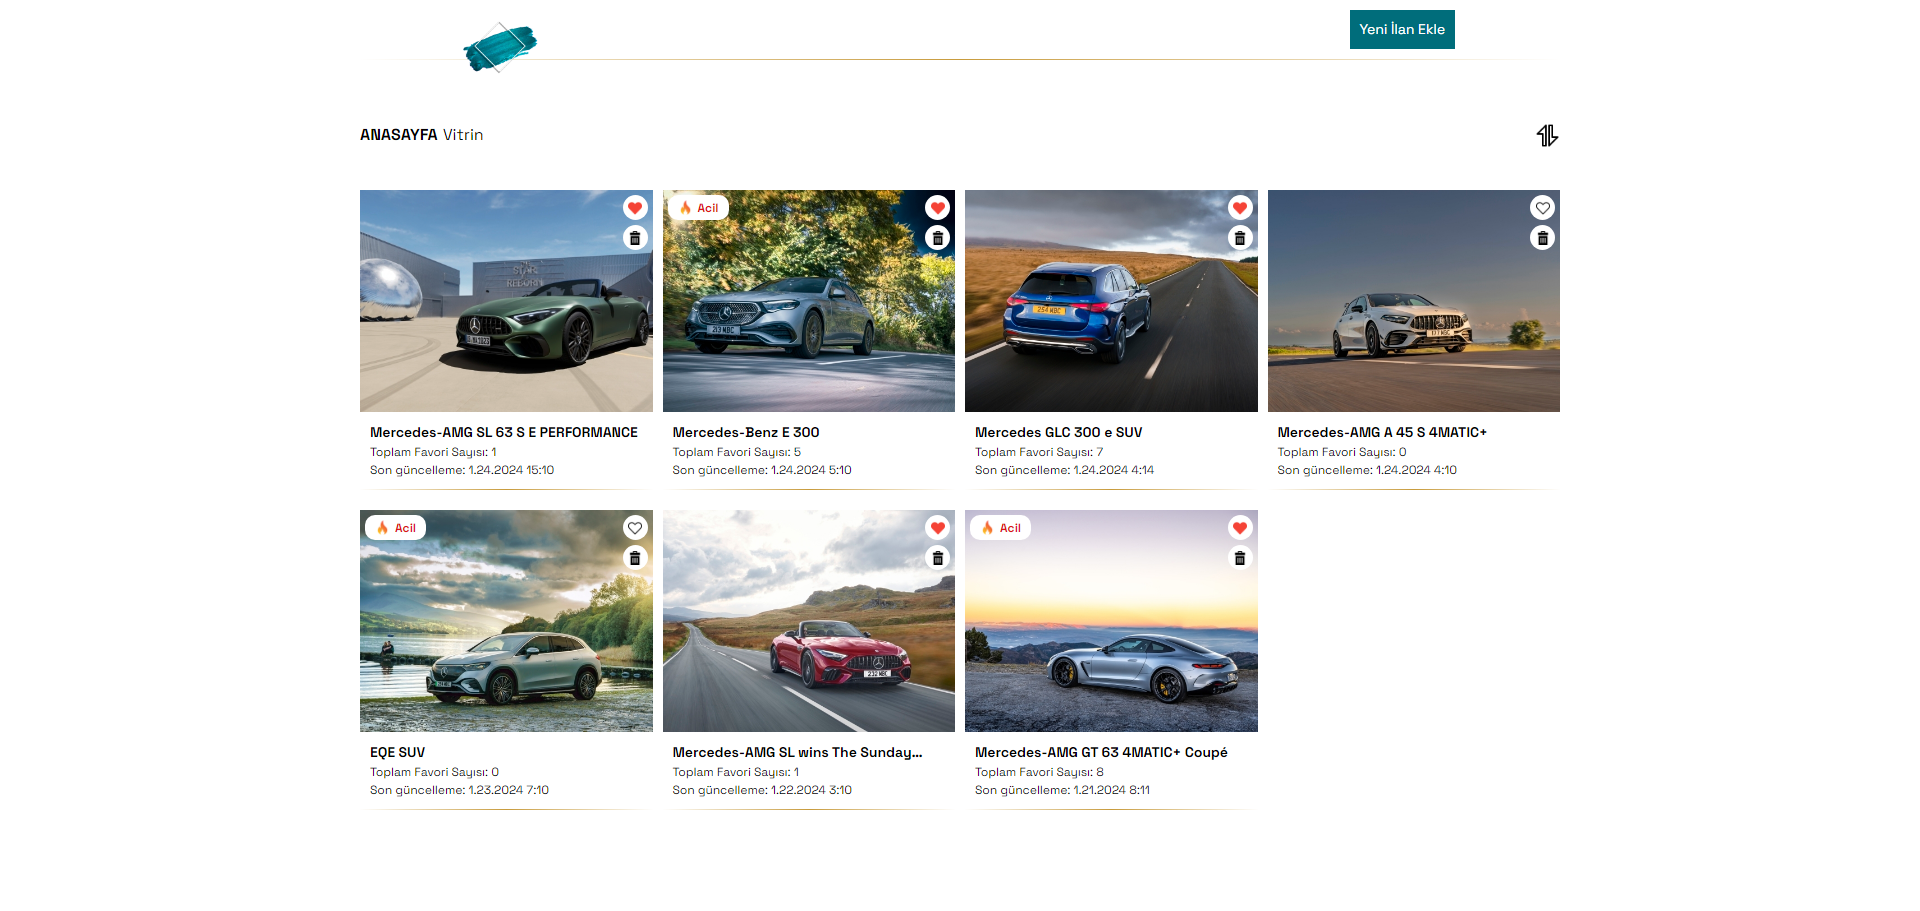 Yeni İlan Ekle
ANASAYFA Vitrin
STAR
REBORN
Acil
213 MBC
254 MBC
Mercedes-AMG SL 63 S E PERFORMANCE
Toplam Favori Sayısı: 1
Son güncelleme: 1.24.2024 15:10
Mercedes-Benz E 300
Toplam Favori Sayısı: 5
Son güncelleme: 1.24.2024 5:10
Mercedes GLC 300 e SUV
Toplam Favori Sayısı: 7
Son güncelleme: 1.24.2024 4:14
Mercedes-AMG A 45 S 4MATIC+
Toplam Favori Sayısı: 0
Son güncelleme: 1.24.2024 4:10
Acil
Acil
EQE SUV
Toplam Favori Sayısı: 0
Son güncelleme: 1.23.2024 7:10
Mercedes-AMG SL wins The Sunday...
Toplam Favori Sayısı: 1
Son güncelleme: 1.22.2024 3:10
Mercedes-AMG GT 63 4MATIC+ Coupé
Toplam Favori Sayısı: 8
Son güncelleme: 1.21.2024 8:11